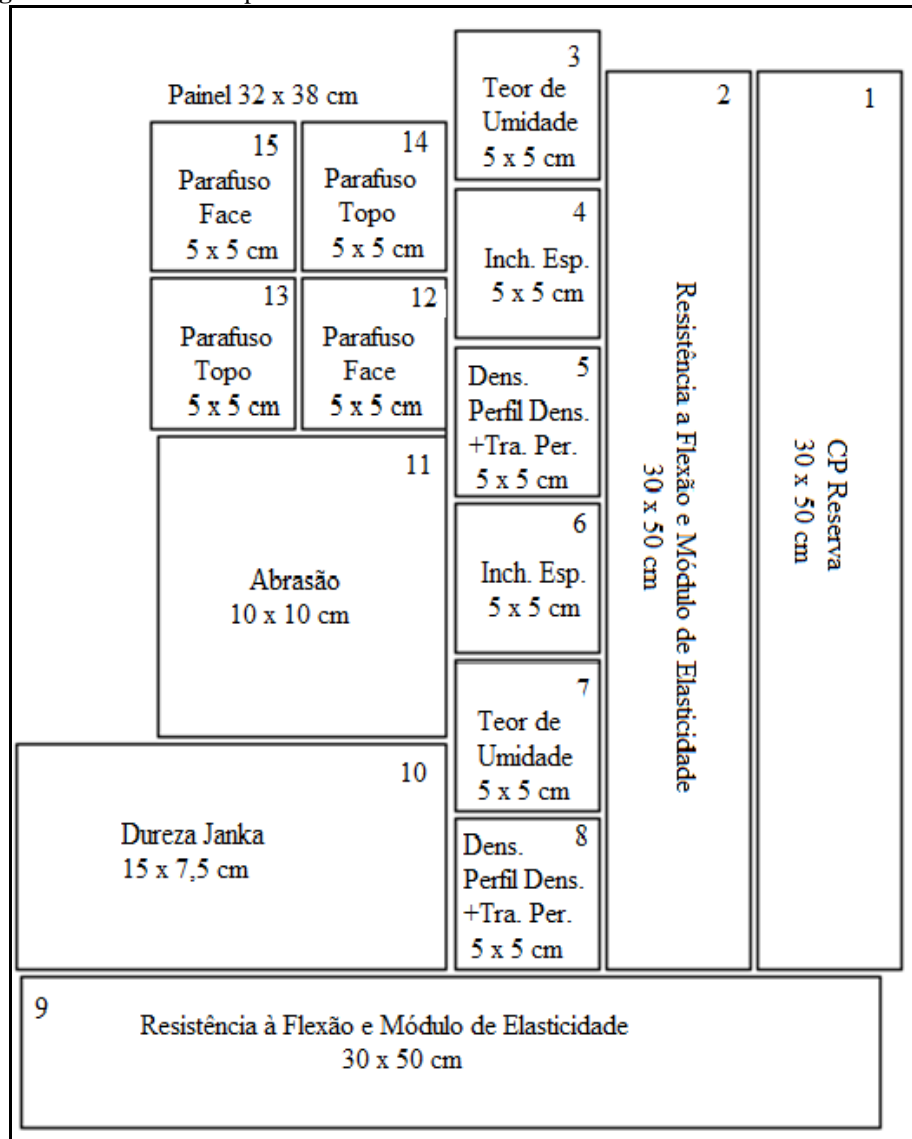 Painel 32 x 38 cm
15
Parafuso
Face
5 x 5 cm
14
Parafuso
Topo
5 x 5 cm
13
Parafuso
Topo
5 x 5 cm
12
Parafuso
Face
5 x 5 cm
11
Abrasão
10 x 10 cm
10
Dureza Janka
15 x 7,5 cm
3
Teor de
Umidade
5 x 5 cm
4
Inch. Esp.
5 x 5 cm
5
Dens.
Perfil Dens.
+Tra. Per.
5 x 5 cm
6
Inch. Esp.
5 x 5 cm
7
Teor de
Umidade
5 x 5 cm
8
Dens.
Perfil Dens.
+Tra. Per.
5 x 5 cm
2
Resistência a Flexão e Módulo de Elasticidade
30 x 50 cm
1
CP Reserva
30 x 50 cm
9
Resistência à Flexão e Módulo de Elasticidade
30 x 50 cm